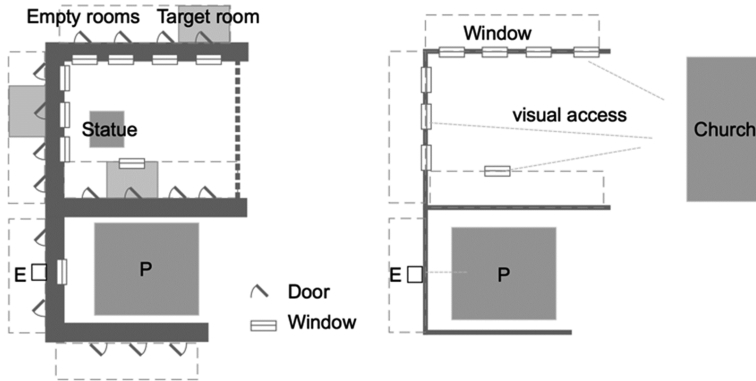 Empty rooms Target room
Statue
E
P
Door
Window
Window
visual access
Church
E
P